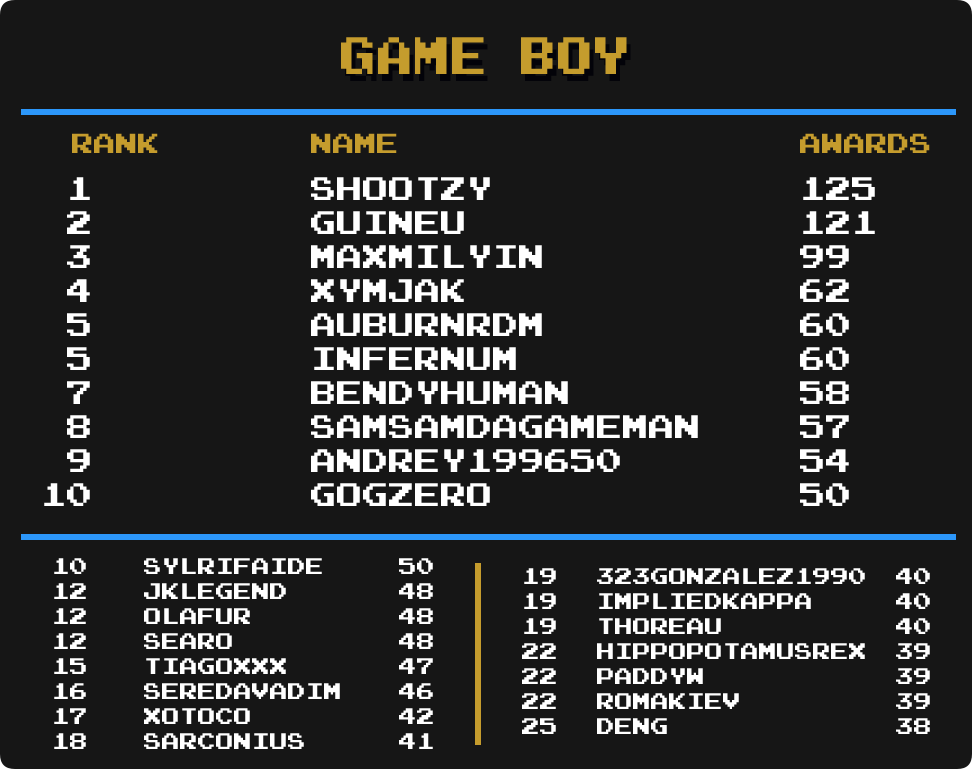 GAME BOY
RANK NAME AWARDS
1 SHOOTZY 125
2 GUINEU 121
3 MAXMILYIN 99
4 XYMJAK 62
5 AUBURNRDM 60
5 INFERNUM 60
7 BENDYHUMAN 58
8 SAMSAMDAGAMEMAN 57
9 ANDREY199650 54
10 GOGZERO 50
10 SYLRIFAIDE 50
12 JKLEGEND 48
12 OLAFUR 48
12 SEARO 48
15 TIAGOXXX 47
16 SEREDAVADIM 46
17 XOTOCO 42
18 SARCONIUS 41
19 323GONZALEZ1990 40
19 IMPLIEDKAPPA 40
19 THOREAU 40
22 HIPPOPOTAMUSREX 39
22 PADDYW 39
22 ROMAKIEV 39
25 DENG 38